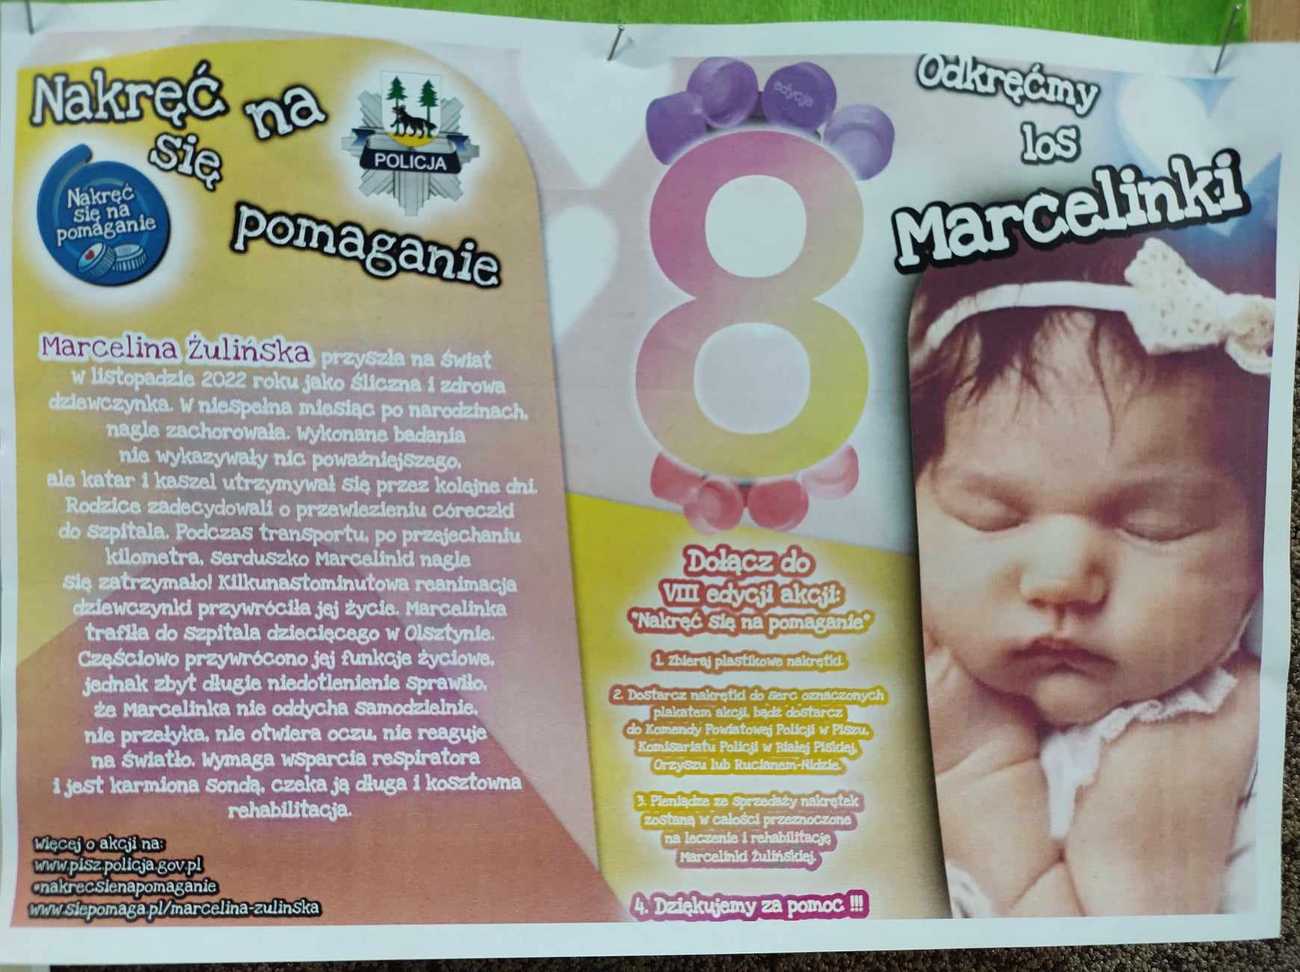 Nakręć
się
na
pomaganie
POLICJA
Nakręć
się na
pomaganie
Marcelina Żulińska przyszła na świat
w listopadzie 2022 roku jako śliczna i zdrowa
dziewczynka. W niespełna miesiąc po narodzinach,
nagle zachorowała. Wykonane badania
nie wykazywały nic poważniejszego,
ale katar i kaszel utrzymywał się przez kolejne dni.
Rodzice zadecydowali o przewiezieniu córeczki
do szpitala. Podczas transportu, po przejechaniu
kilometra, serduszko Marcelinki nagle
się zatrzymało! Kilkunastominutowa reanimacja
dziewczynki przywróciła jej życie. Marcelinka
trafiła do szpitala dziecięcego w Olsztynie.
Częściowo przywrócono jej funkcje życiowe,
jednak zbyt długie niedotlenienie sprawiło,
że Marcelinka nie oddycha samodzielnie,
nie przełyka, nie otwiera oczu, nie reaguje
na światło. Wymaga wsparcia respiratora
i jest karmiona sondą, czeka ją długa i kosztowna
rehabilitacja.
Więcej o akcji na:
www.pisz.policja.gov.pl
#nakrecsienapomaganie
www.siepomaga.pl/marcelina-zulinska
edycja
8
Dołącz do
VIII edycji akcji:
"Nakręć się na pomaganie"
1. Zbieraj plastikowe nakrętki.
2. Dostarcz nakrętki do serc oznaczonych
plakatem akcji, bądź dostarcz
do Komendy Powiatowej Policji w Piszu,
Komisariatu Policji w Białej Piskiej,
Orzyszu lub Rucianem-Nidzie.
3. Pieniądze ze sprzedaży nakrętek
zostaną w całości przeznoczone
na leczenie i rehabilitację
Marcelinki Żulińskiej.
4. Dziękujemy za pomoc !!!
Odkręćmy
los
Marcelinki